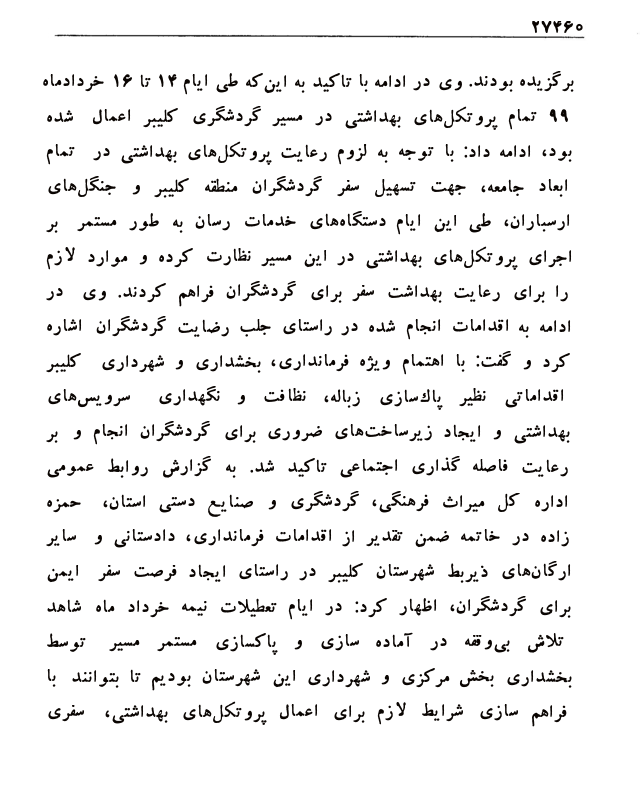 ۲۷۴۶۰
برگزیده بودند. وی در ادامه با تاکید به این‌که طی ایام ۱۴ تا ۱۶ خردادماه
۹۹ تمام پروتکل‌های بهداشتی در مسیر گردشگری کلیبر اعمال شده
بود، ادامه داد: با توجه به لزوم رعایت پروتکل‌های بهداشتی در تمام
ابعاد جامعه، جهت تسهیل سفر گردشگران منطقه کلیبر و جنگل‌های
ارسباران، طی این ایام دستگاه‌های خدمات رسان به طور مستمر بر
اجرای پروتکل‌های بهداشتی در این مسیر نظارت کرده و موارد لازم
را برای رعایت بهداشت سفر برای گردشگران فراهم کردند. وی در
ادامه به اقدامات انجام شده در راستای جلب رضایت گردشگران اشاره
کرد و گفت: با اهتمام ویژه فرمانداری، بخشداری و شهرداری کلیبر
اقداماتی نظیر پاك‌سازی زباله، نظافت و نگهداری سرویس‌های
بهداشتی و ایجاد زیرساخت‌های ضروری برای گردشگران انجام و بر
رعایت فاصله گذاری اجتماعی تاکید شد. به گزارش روابط عمومی
اداره کل میراث فرهنگی، گردشگری و صنایع دستی استان، حمزه
زاده در خاتمه ضمن تقدیر از اقدامات فرمانداری، دادستانی و سایر
ارگان‌های ذیربط شهرستان کلیبر در راستای ایجاد فرصت سفر ایمن
برای گردشگران، اظهار کرد: در ایام تعطیلات نیمه خرداد ماه شاهد
تلاش بی‌وقفه در آماده سازی و پاکسازی مستمر مسیر توسط
بخشداری بخش مرکزی و شهرداری این شهرستان بودیم تا بتوانند با
فراهم سازی شرایط لازم برای اعمال پروتکل‌های بهداشتی، سفری